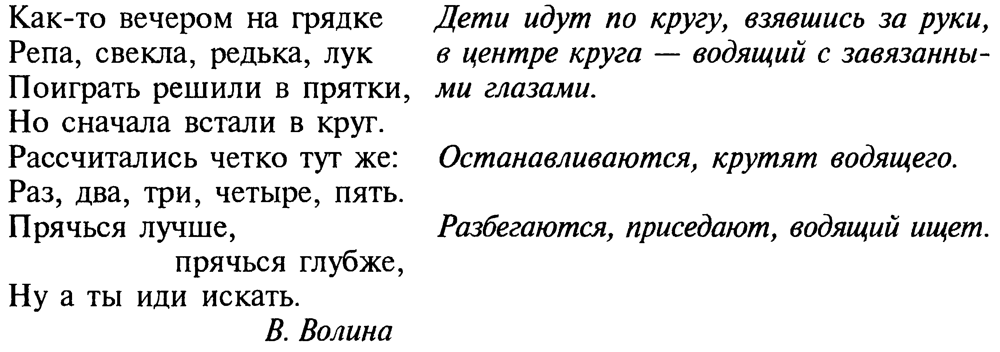 Как-то вечером на грядке
Репа, свекла, редька, лук
Поиграть решили в прятки,
Но сначала встали в круг.
Рассчитались четко тут же:
Раз, два, три, четыре, пять.
Прячься лучше,
прячься глубже,
Ну а ты иди искать.
В. Волина
Дети идут по кругу, взявшись за руки,
в центре круга — водящий с завязанны-
ми глазами.
Останавливаются, крутят водящего.
Разбегаются, приседают, водящий ищет.